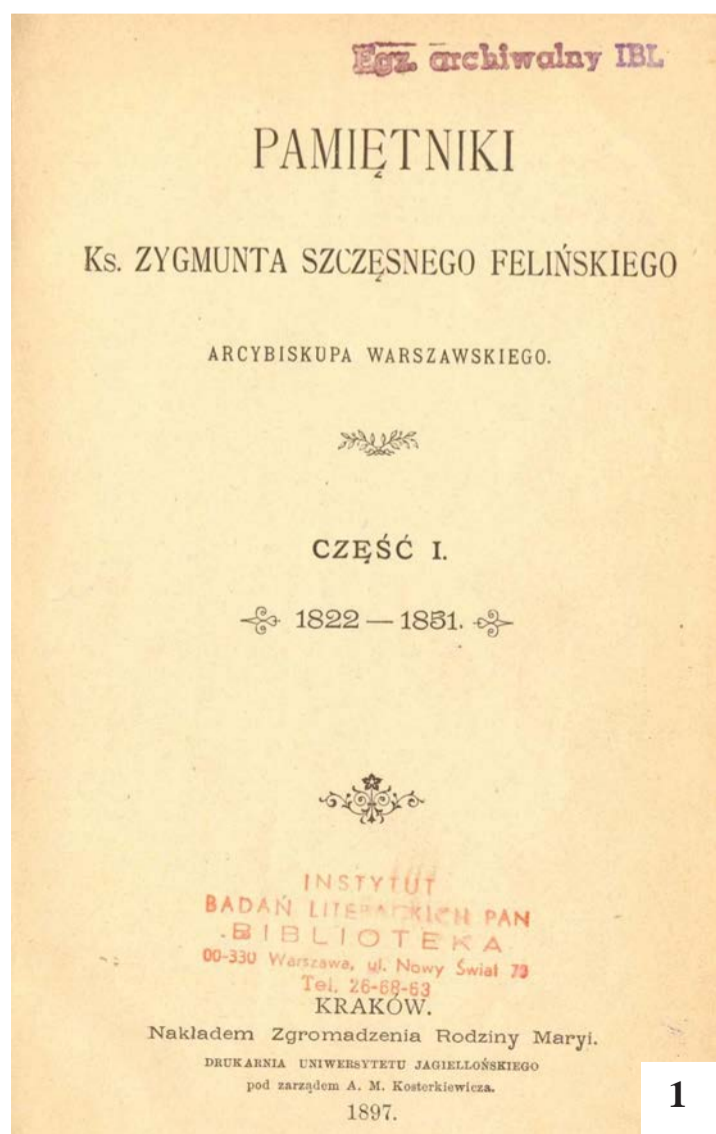 Egz. archiwalny IBL
PAMIĘTNIKI
Ks. ZYGMUNTA SZCZĘSNEGO FELIŃSKIEGO
ARCYBISKUPA WARSZAWSKIEGO.
CZĘŚĆ I.
1822 — 1851.
INSTYTUT
BADAŃ LITERACKICH PAN
BIBLIOTEKA
00-330 Warszawa, ul. Nowy Świat 72
Tel. 26-68-63
KRAKÓW.
Nakładem Zgromadzenia Rodziny Maryi.
DRUKARNIA UNIWERSYTETU JAGIELLOŃSKIEGO
pod zarządem A. M. Kosterkiewicza.
1897.
1